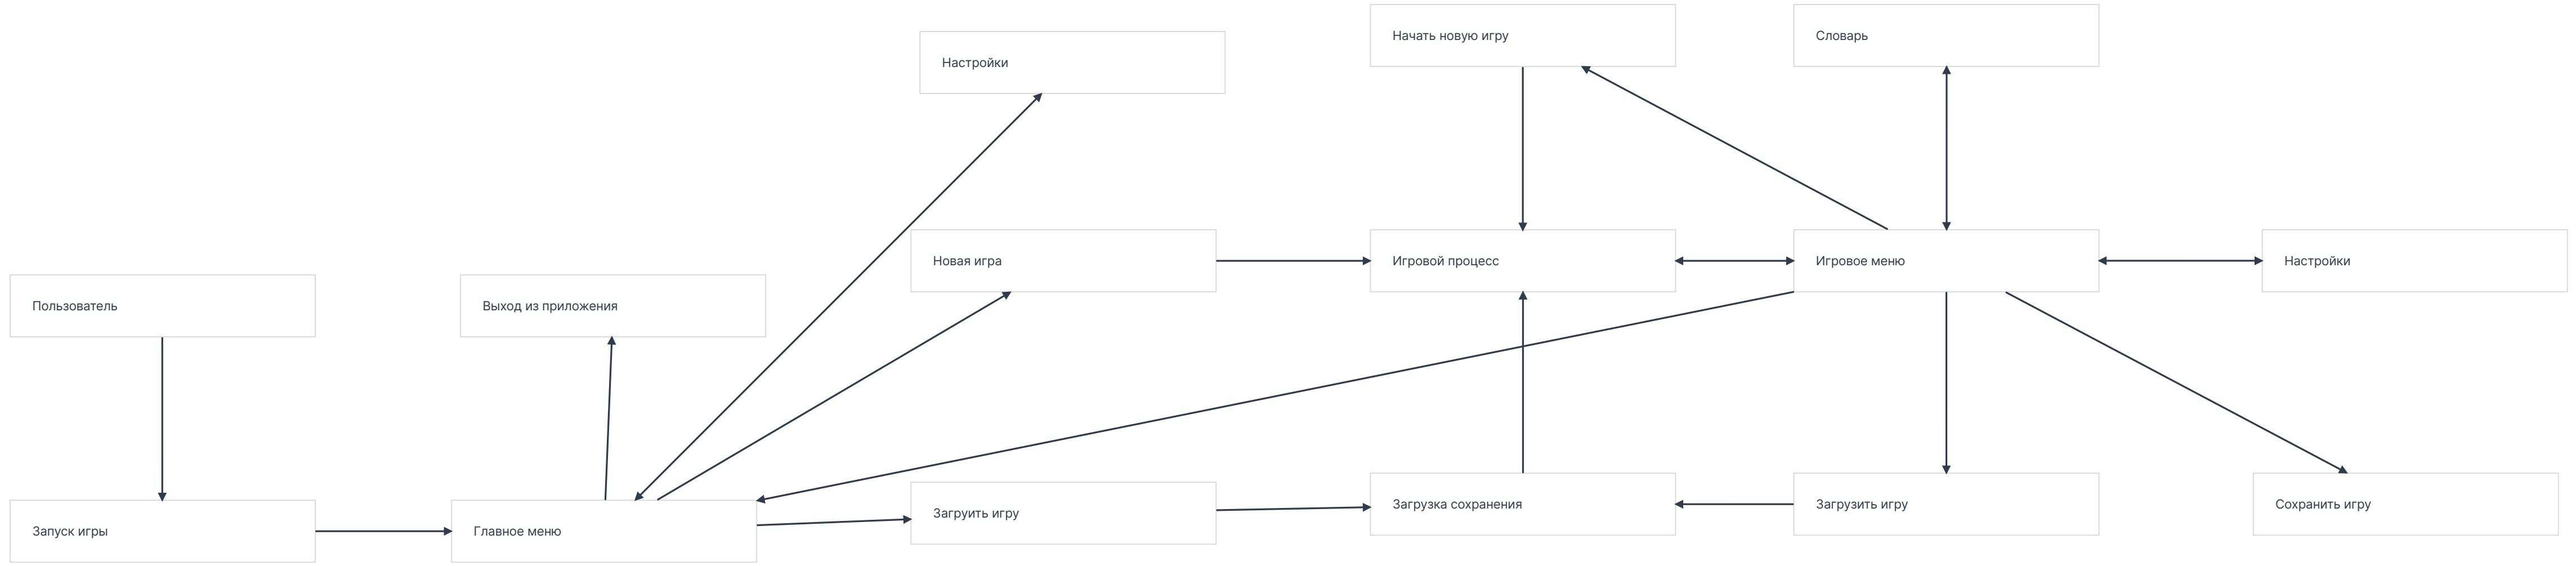 Начать новую игру
Словарь
Настройки
Новая игра
Игровой процесс
Игровое меню
Настройки
Пользователь
Выход из приложения
Загрузка сохранения
Загрузить игру
Сохранить игру
Загруить игру
Запуск игры
Главное меню